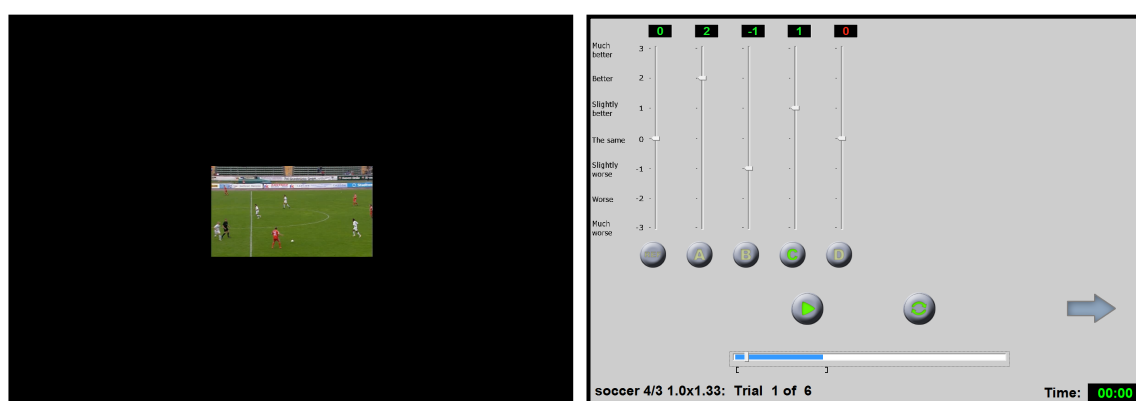 0 2 -1 1 0
Much
better
3
Better
2
Slightly
better
1
The same
0
Slightly
worse
-1
Worse
-2
Much
worse
-3
A B C D
soccer 4/3 1.0x1.33: Trial 1 of 6
Time: 00:00